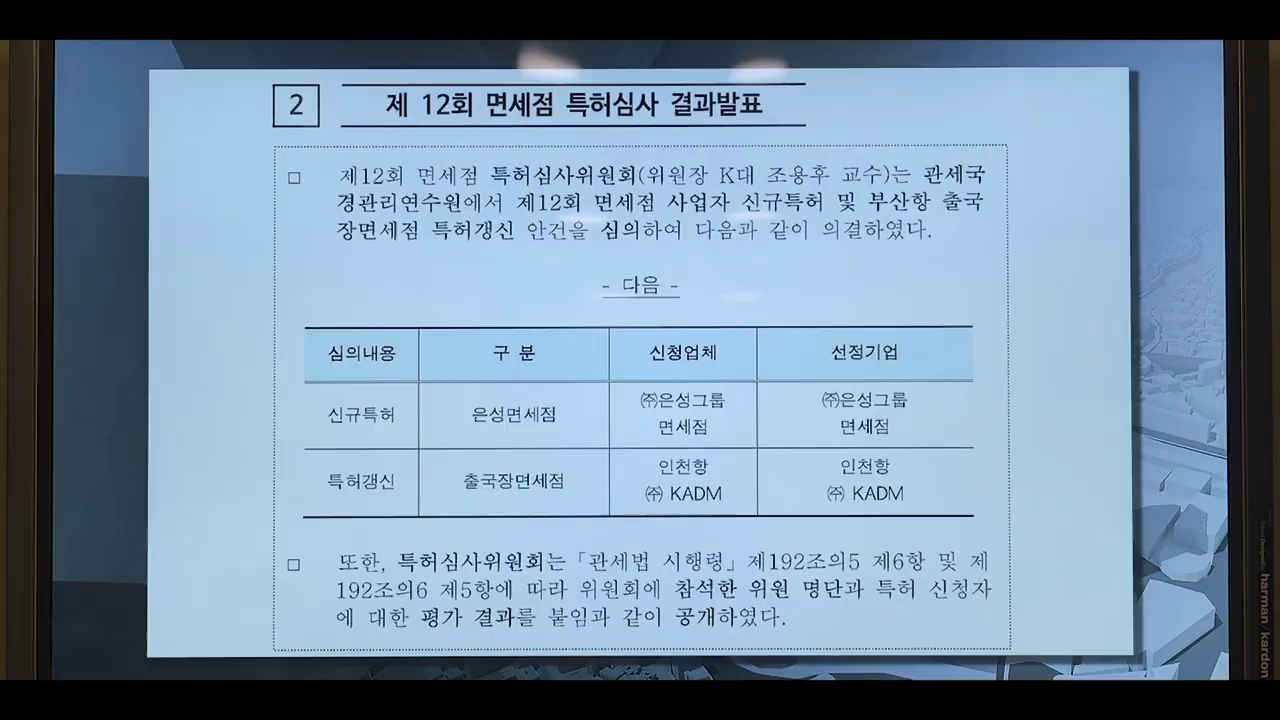 2
제 12회 면세점 특허심사 결과발표
□ 제12회 면세점 특허심사위원회(위원장 K대 조용후 교수)는 관세국
경관리연수원에서 제12회 면세점 사업자 신규특허 및 부산항 출국
장면세점 특허갱신 안건을 심의하여 다음과 같이 의결하였다.
- 다음 -
심의내용 구 분 신청업체 선정기업
신규특허 은성면세점 ㈜은성그룹 면세점 ㈜은성그룹 면세점
특허갱신 출국장면세점 인천항 ㈜ KADM 인천항 ㈜ KADM
□ 또한, 특허심사위원회는「관세법 시행령」제192조의5 제6항 및 제
192조의6 제5항에 따라 위원회에 참석한 위원 명단과 특허 신청자
에 대한 평가 결과를 붙임과 같이 공개하였다.
harman/kardon